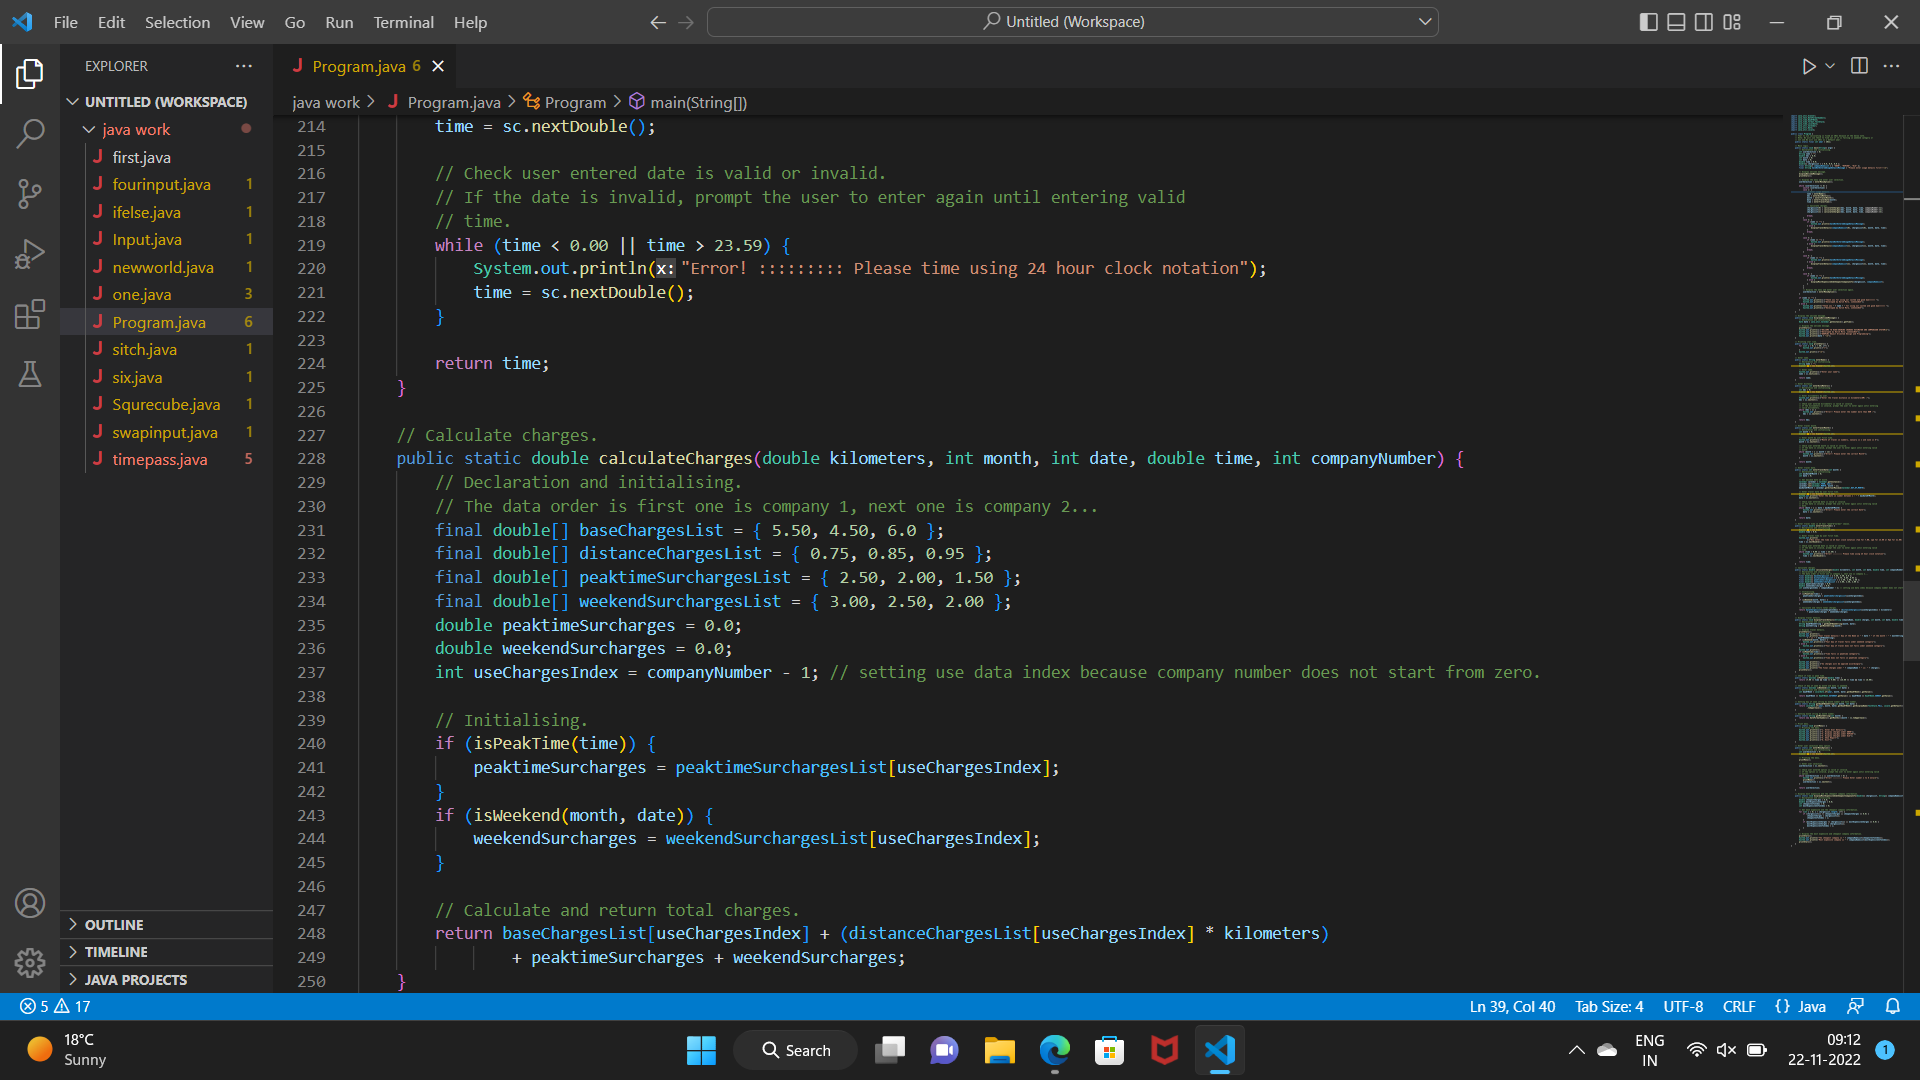 File Edit Selection View Go Run Terminal Help
Untitled (Workspace)
EXPLORER
UNTITLED (WORKSPACE)
java work
first.java
fourinput.java 1
ifelse.java 1
Input.java 1
newworld.java 1
one.java 3
Program.java 6
sitch.java 1
six.java 1
Squrecube.java 1
swapinput.java 1
timepass.java 5
OUTLINE
TIMELINE
JAVA PROJECTS
J Program.java 6
java work > J Program.java > Program > main(String[])
214 time = sc.nextDouble();
215
216 // Check user entered date is valid or invalid.
217 // If the date is invalid, prompt the user to enter again until entering valid
218 // time.
219 while (time < 0.00 || time > 23.59) {
220 System.out.println(x: "Error! ::::::::: Please time using 24 hour clock notation");
221 time = sc.nextDouble();
222 }
223
224 return time;
225 }
226
227 // Calculate charges.
228 public static double calculateCharges(double kilometers, int month, int date, double time, int companyNumber) {
229 // Declaration and initialising.
230 // The data order is first one is company 1, next one is company 2...
231 final double[] baseChargesList = { 5.50, 4.50, 6.0 };
232 final double[] distanceChargesList = { 0.75, 0.85, 0.95 };
233 final double[] peaktimeSurchargesList = { 2.50, 2.00, 1.50 };
234 final double[] weekendSurchargesList = { 3.00, 2.50, 2.00 };
235 double peaktimeSurcharges = 0.0;
236 double weekendSurcharges = 0.0;
237 int useChargesIndex = companyNumber - 1; // setting use data index because company number does not start from zero.
238
239 // Initialising.
240 if (isPeakTime(time)) {
241 peaktimeSurcharges = peaktimeSurchargesList[useChargesIndex];
242 }
243 if (isWeekend(month, date)) {
244 weekendSurcharges = weekendSurchargesList[useChargesIndex];
245 }
246
247 // Calculate and return total charges.
248 return baseChargesList[useChargesIndex] + (distanceChargesList[useChargesIndex] * kilometers)
249 + peaktimeSurcharges + weekendSurcharges;
250 }
5 17 Ln 39, Col 40 Tab Size: 4 UTF-8 CRLF {} Java
18°C
Sunny
Search
ENG
IN
09:12
22-11-2022
1